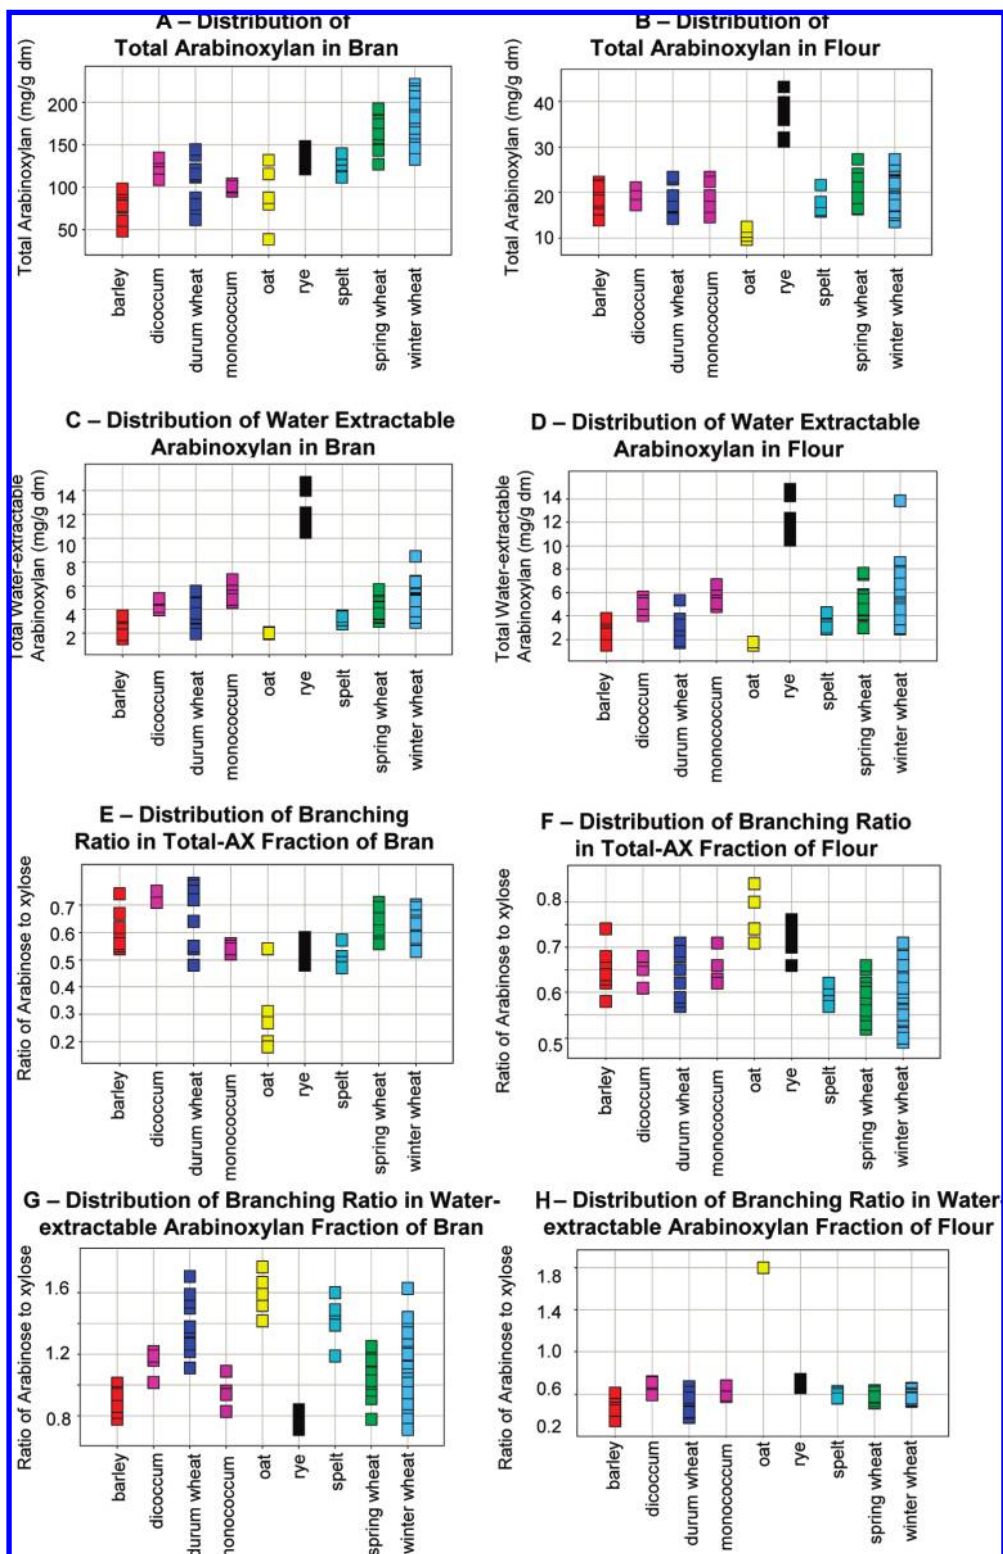 A – Distribution of
Total Arabinoxylan in Bran
Total Arabinoxylan (mg/g dm)
200
150
100
50
barley
dicoccum
durum wheat
monococcum
oat
rye
spelt
spring wheat
winter wheat
B – Distribution of
Total Arabinoxylan in Flour
Total Arabinoxylan (mg/g dm)
40
30
20
10
barley
dicoccum
durum wheat
monococcum
oat
rye
spelt
spring wheat
winter wheat
C – Distribution of Water Extractable
Arabinoxylan in Bran
Total Water-extractable
Arabinoxylan (mg/g dm)
14
12
10
8
6
4
2
barley
dicoccum
durum wheat
monococcum
oat
rye
spelt
spring wheat
winter wheat
D – Distribution of Water Extractable
Arabinoxylan in Flour
Total Water-extractable
Arabinoxylan (mg/g dm)
14
12
10
8
6
4
2
barley
dicoccum
durum wheat
monococcum
oat
rye
spelt
spring wheat
winter wheat
E – Distribution of Branching
Ratio in Total-AX Fraction of Bran
Ratio of Arabinose to xylose
0.7
0.6
0.5
0.4
0.3
0.2
barley
dicoccum
durum wheat
monococcum
oat
rye
spelt
spring wheat
winter wheat
F – Distribution of Branching Ratio
in Total-AX Fraction of Flour
Ratio of Arabinose to xylose
0.8
0.7
0.6
0.5
barley
dicoccum
durum wheat
monococcum
oat
rye
spelt
spring wheat
winter wheat
G – Distribution of Branching Ratio in Water-
extractable Arabinoxylan Fraction of Bran
Ratio of Arabinose to xylose
1.6
1.2
0.8
barley
dicoccum
durum wheat
monococcum
oat
rye
spelt
spring wheat
winter wheat
H – Distribution of Branching Ratio in Water-
extractable Arabinoxylan Fraction of Flour
Ratio of Arabinose to xylose
1.8
1.4
1.0
0.6
0.2
barley
dicoccum
durum wheat
monococcum
oat
rye
spelt
spring wheat
winter wheat